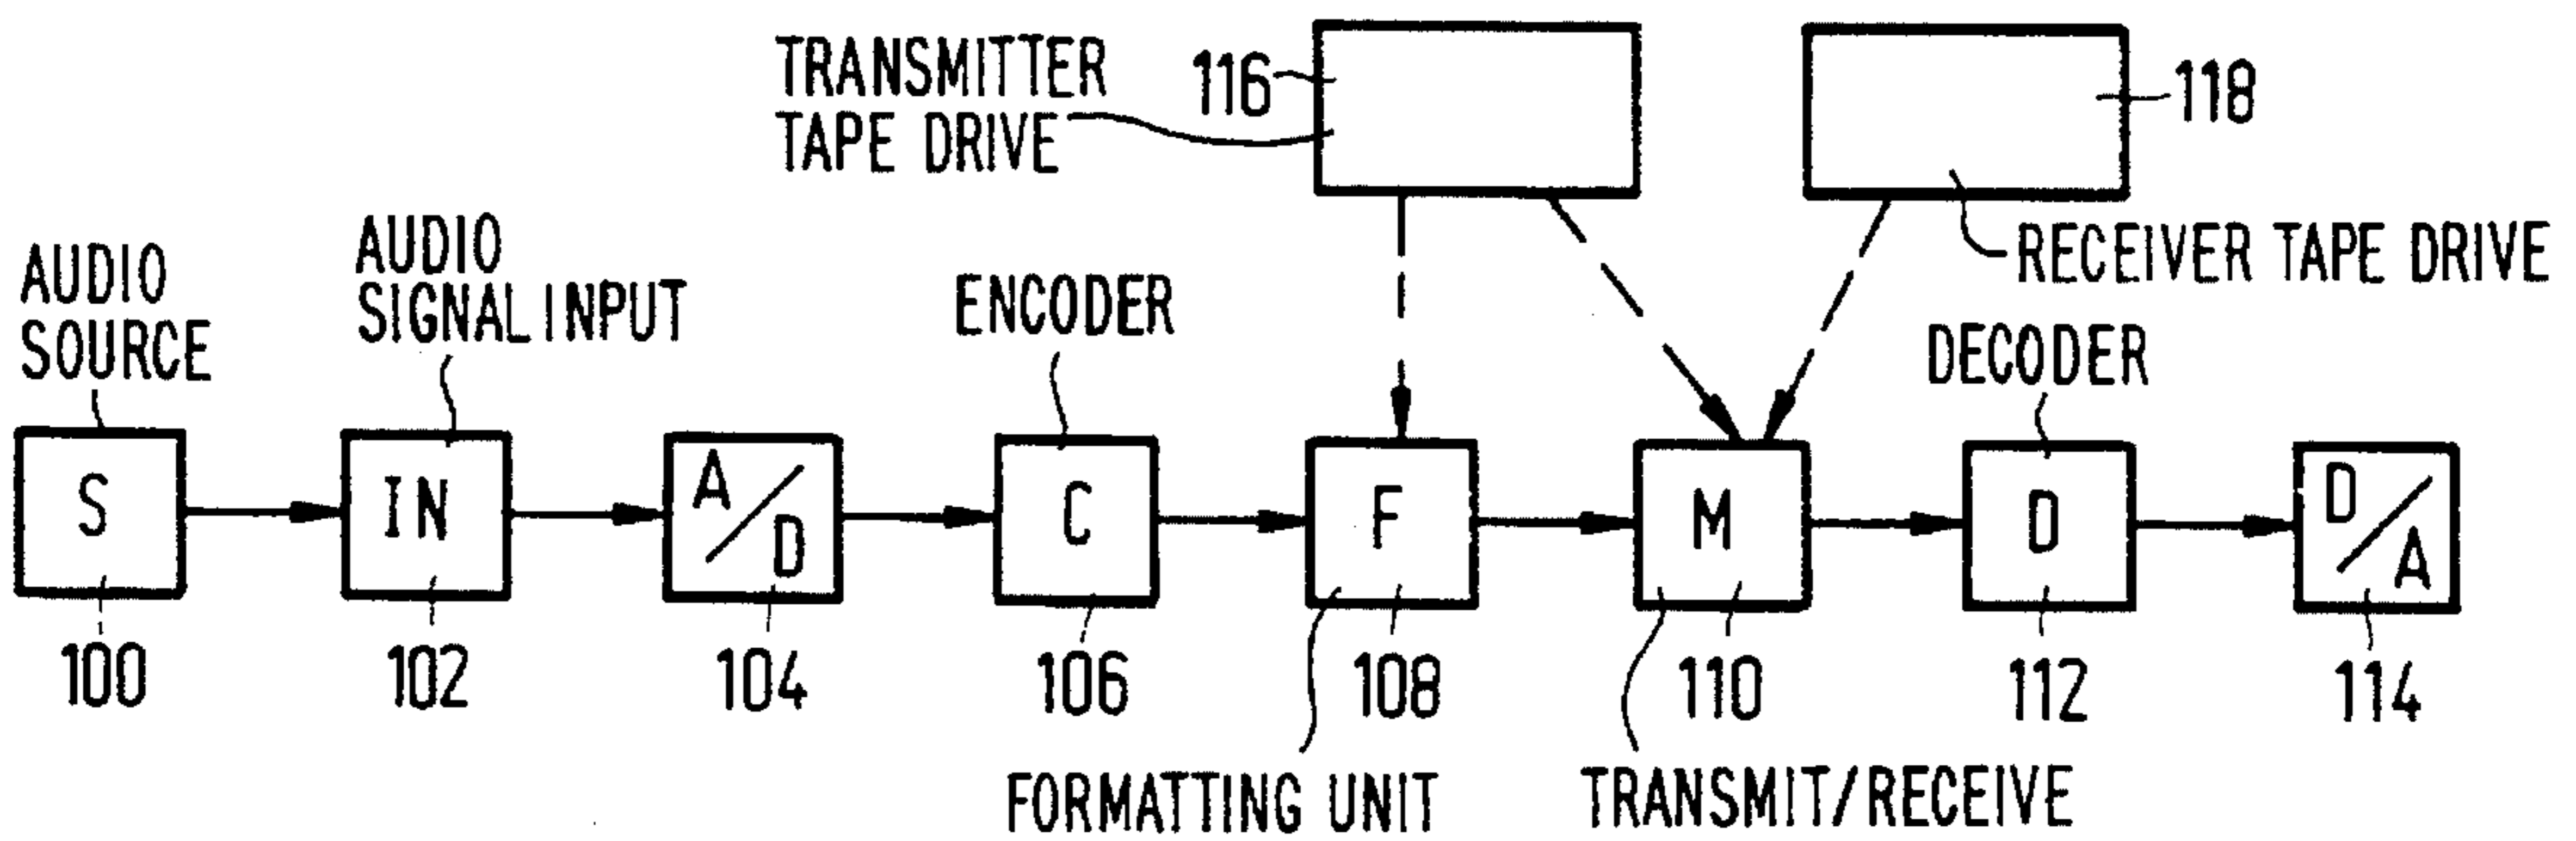 TRANSMITTER
TAPE DRIVE
116
118
RECEIVER TAPE DRIVE
AUDIO
SOURCE
AUDIO
SIGNAL INPUT
ENCODER
DECODER
S
IN
A/D
C
F
M
D
D/A
100
102
104
106
108
110
112
114
FORMATTING UNIT
TRANSMIT/RECEIVE